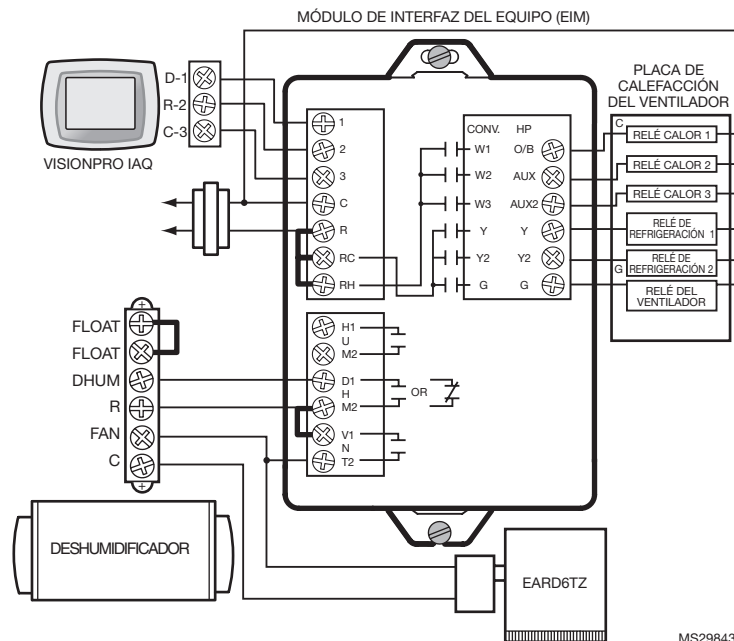 MÓDULO DE INTERFAZ DEL EQUIPO (EIM)
VISIONPRO IAQ
D-1
R-2
C-3
1
2
3
C
R
RC
RH
CONV. HP
W1 O/B
W2 AUX
W3 AUX2
Y Y
Y2 Y2
G G
PLACA DE
CALEFACCIÓN
DEL VENTILADOR
C
RELÉ CALOR 1
RELÉ CALOR 2
RELÉ CALOR 3
RELÉ DE
REFRIGERACIÓN 1
RELÉ DE
REFRIGERACIÓN 2
G
RELÉ DEL
VENTILADOR
FLOAT
FLOAT
DHUM
R
FAN
C
H1
U
M2
D1
H
M2
V1
N
T2
OR
DESHUMIDIFICADOR
EARD6TZ
MS29843